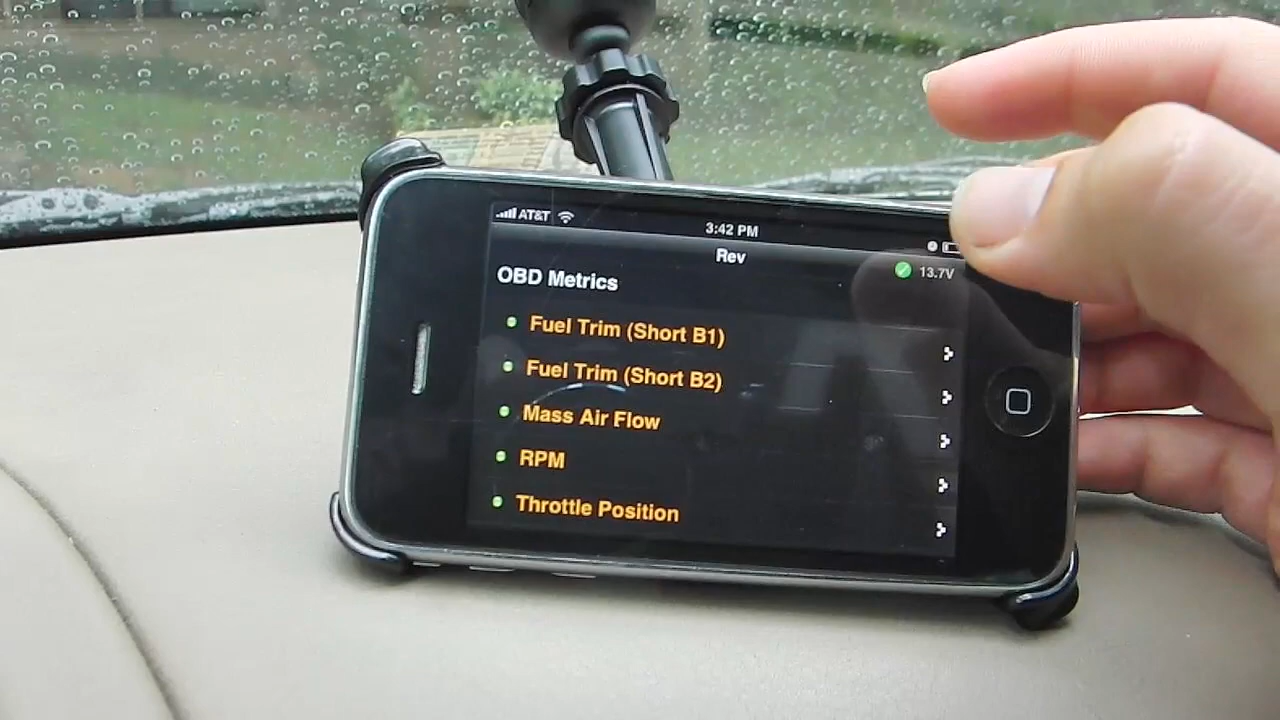 AT&T
3:42 PM
Rev
13.7V
OBD Metrics
Fuel Trim (Short B1)
Fuel Trim (Short B2)
Mass Air Flow
RPM
Throttle Position